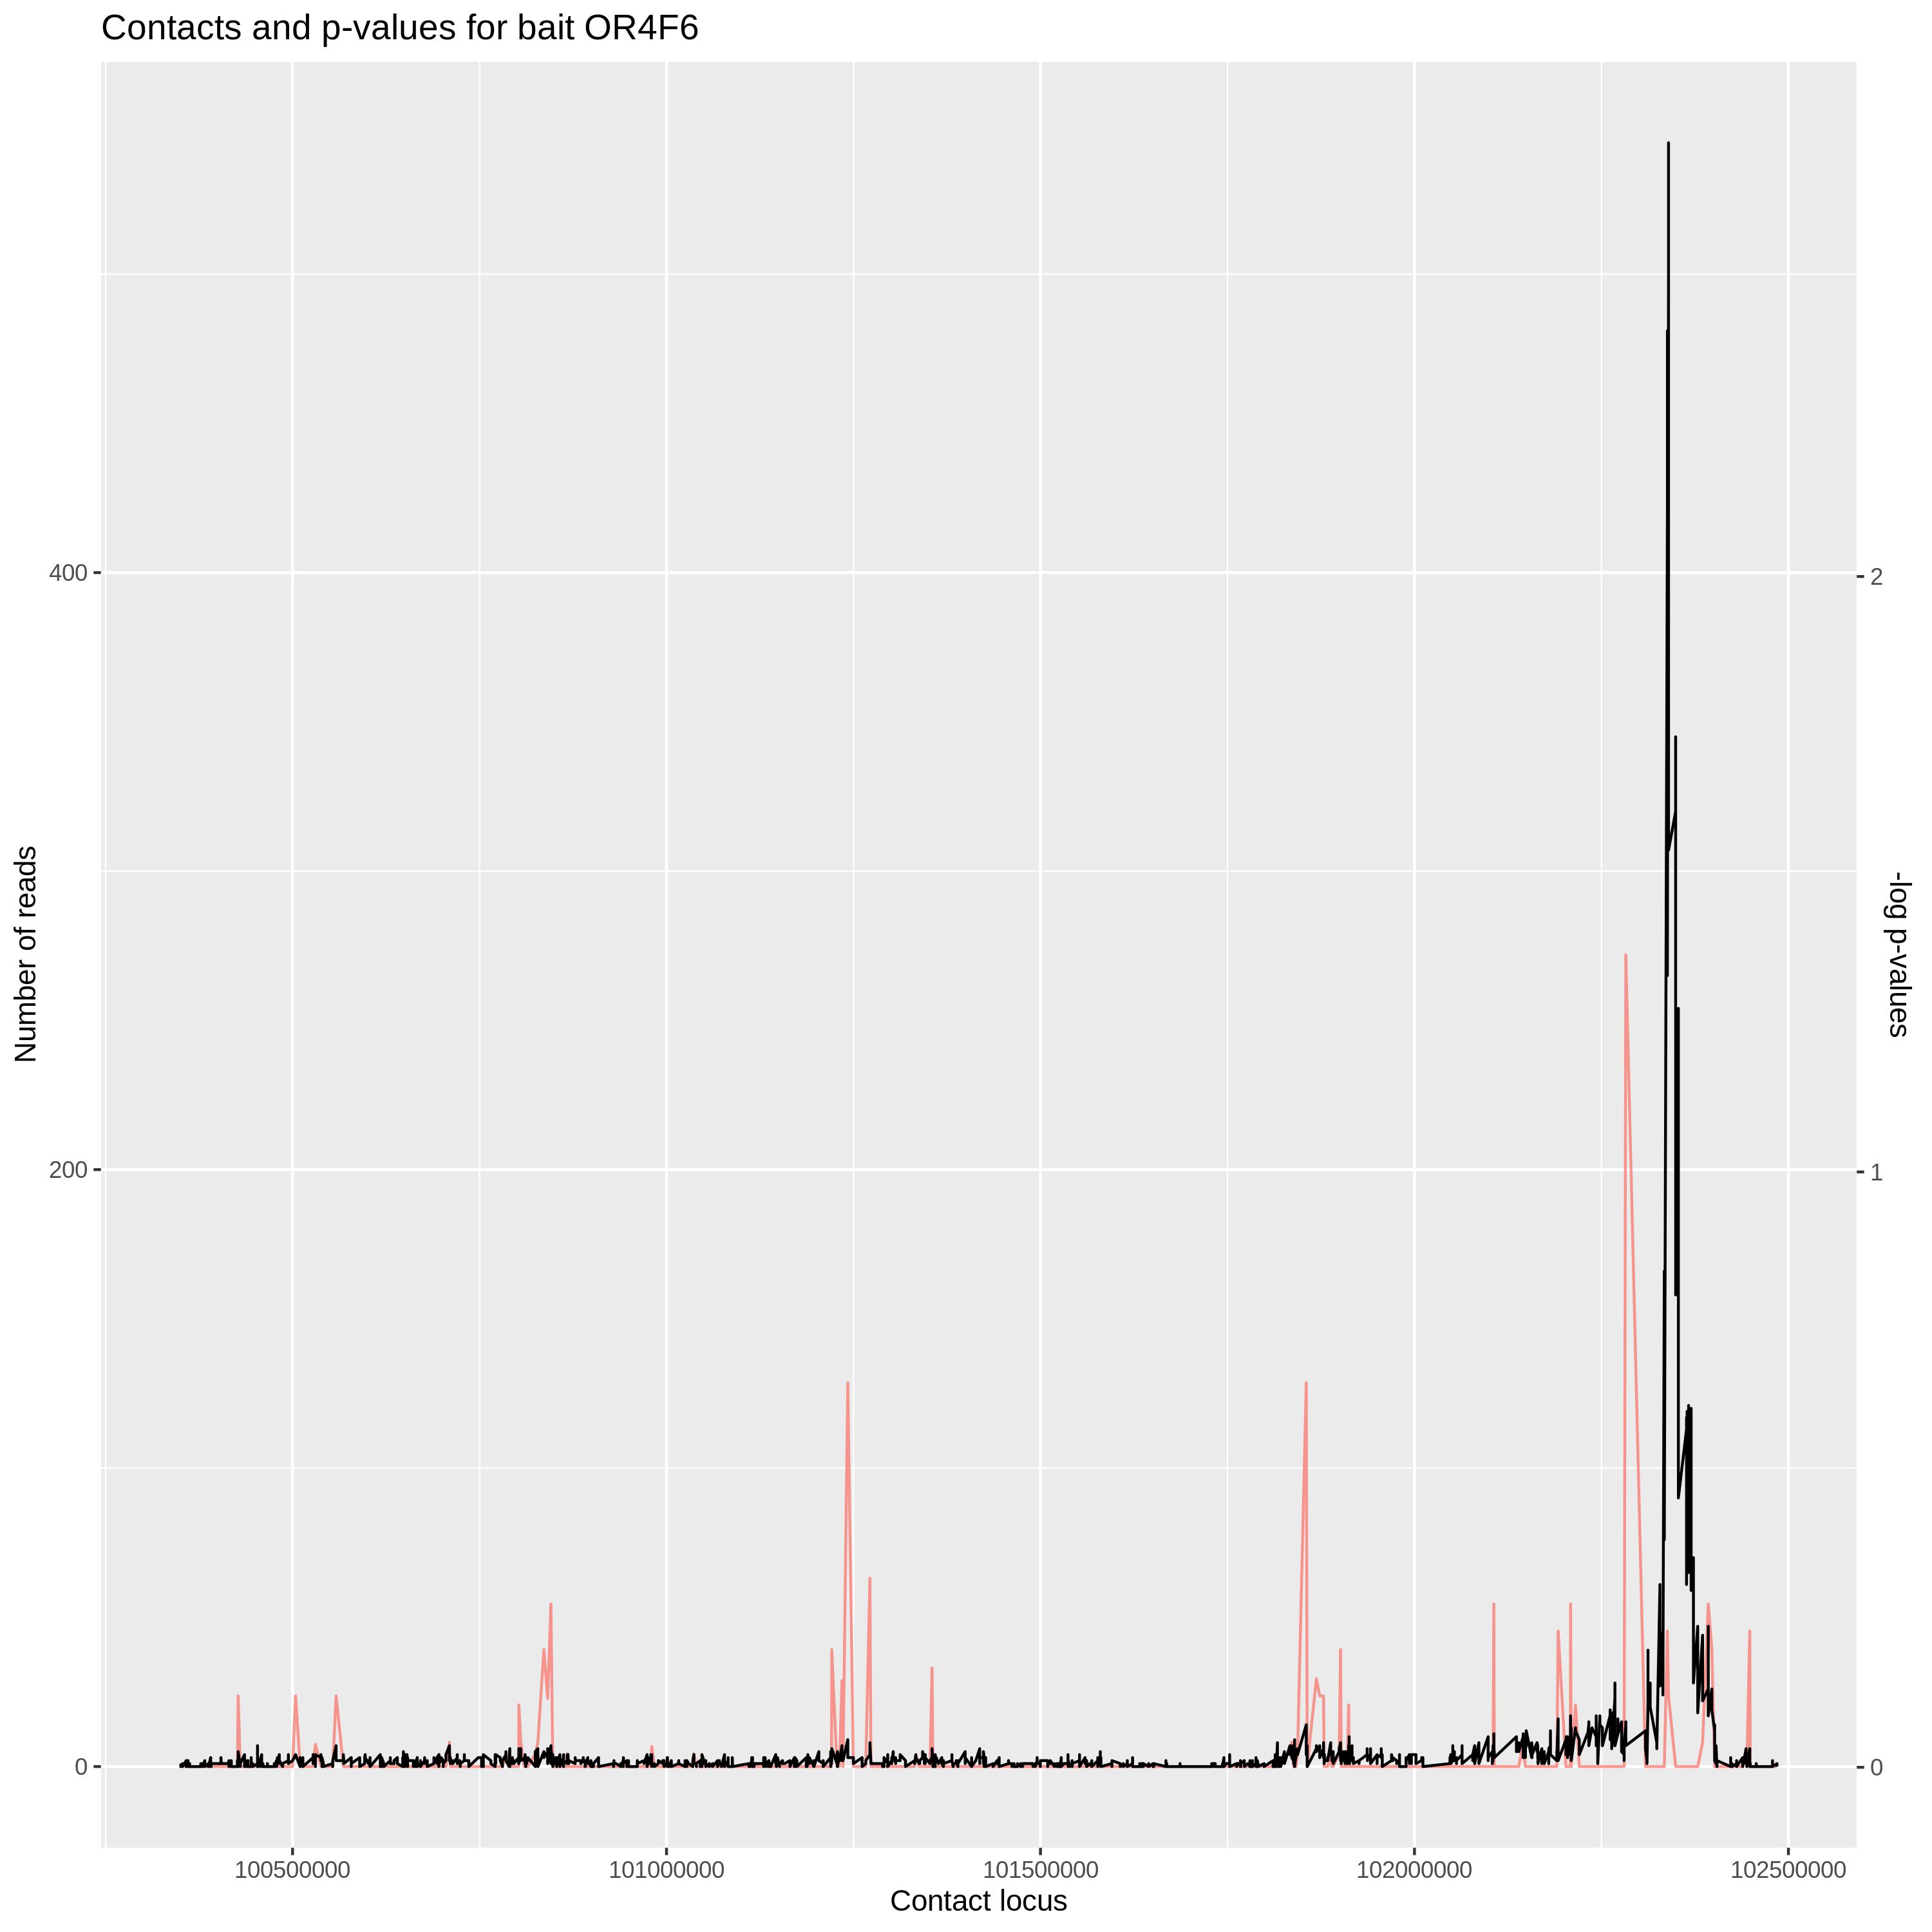 Contacts and p-values for bait OR4F6
400
200
0
Number of reads
2
1
0
-log p-values
100500000 101000000 101500000 102000000 102500000
Contact locus